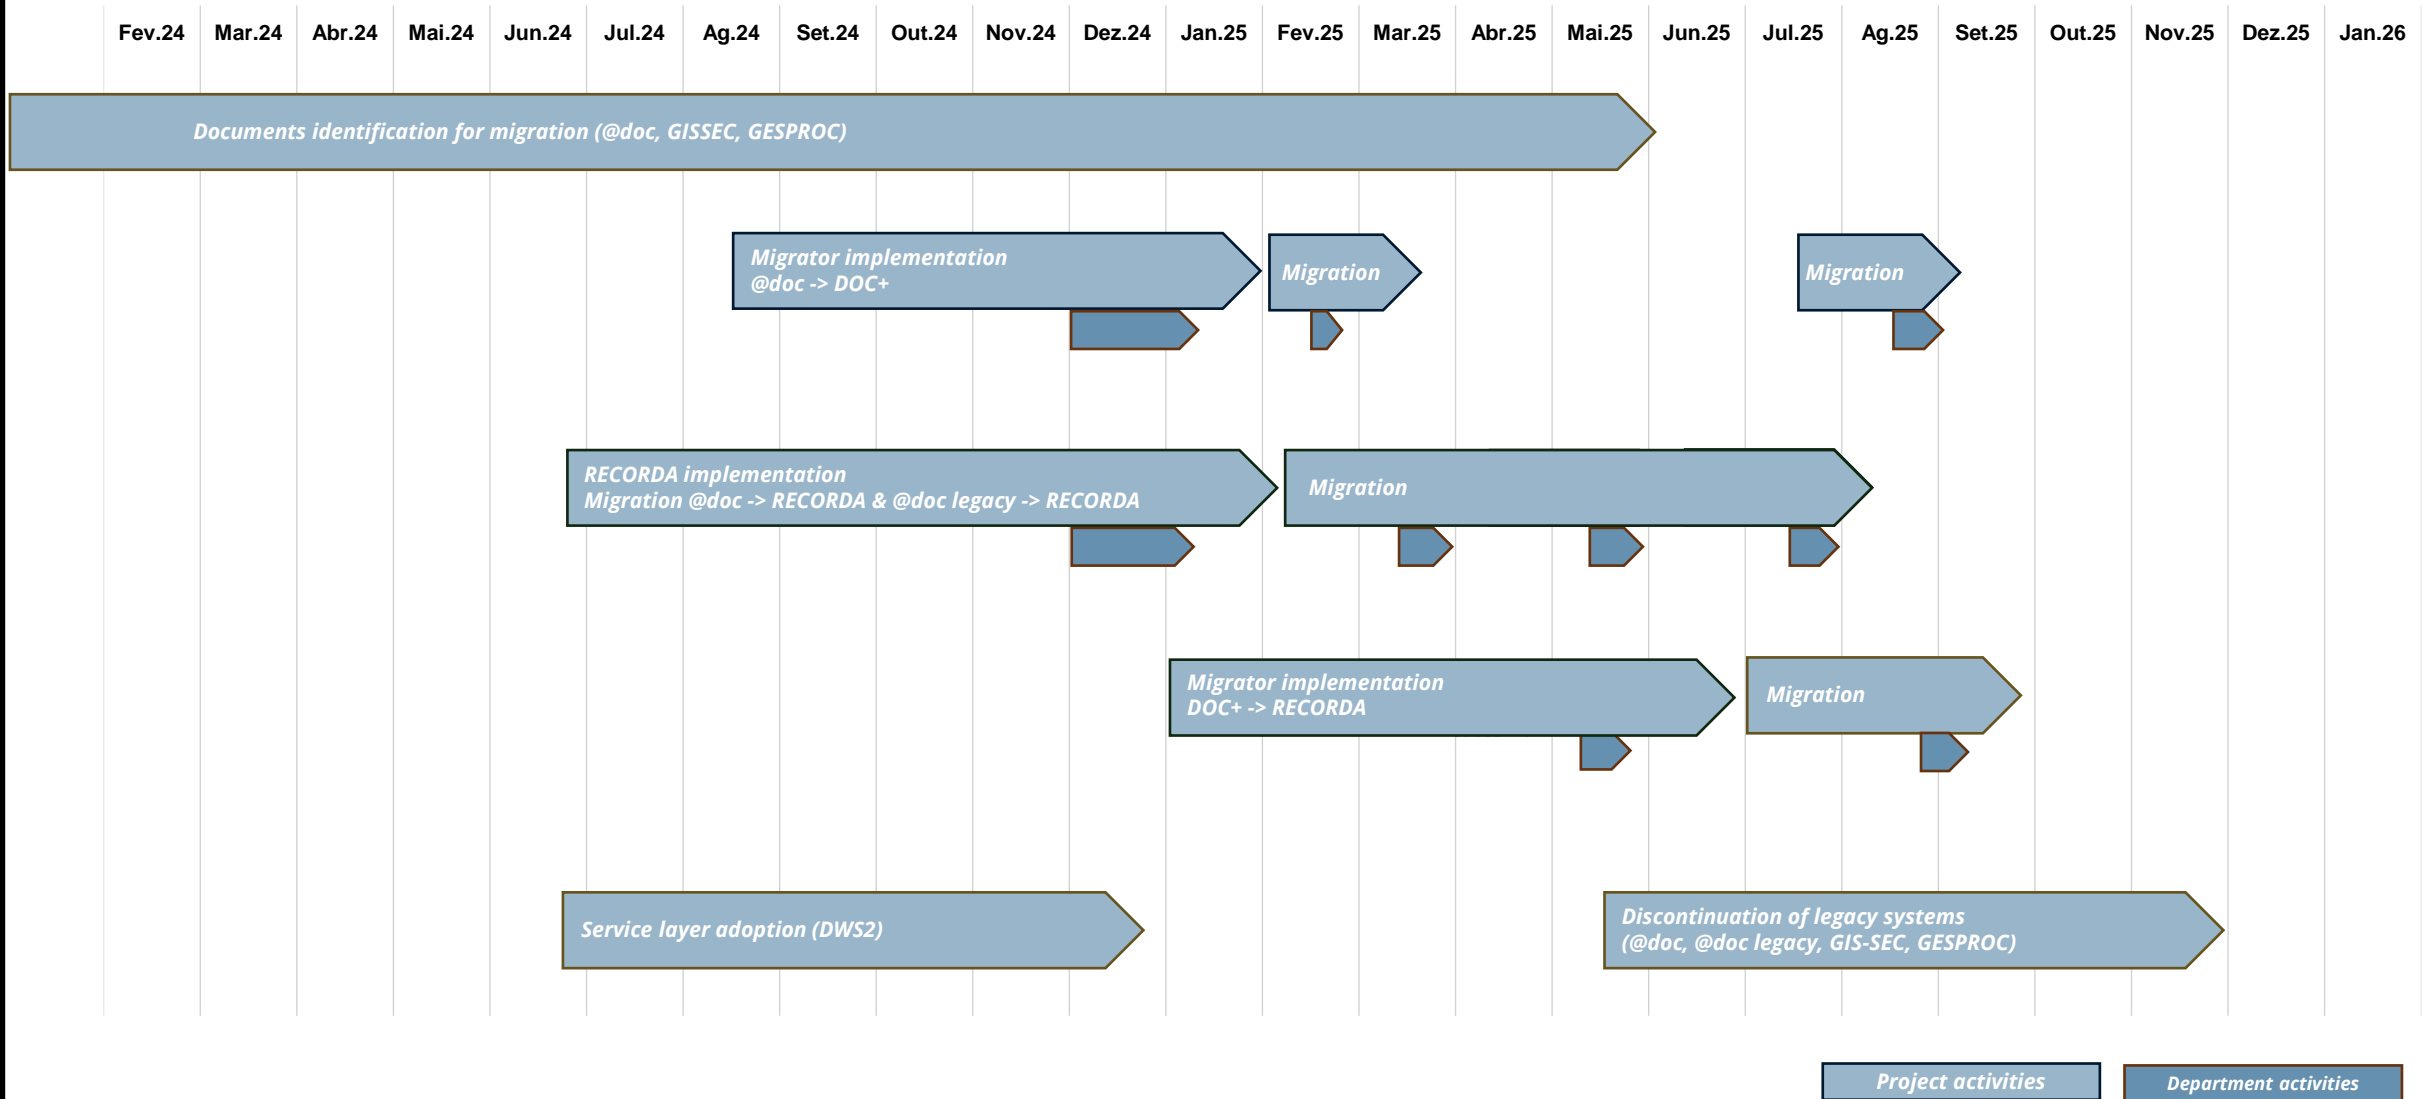 Fev.24 Mar.24 Abr.24 Mai.24 Jun.24 Jul.24 Ag.24 Set.24 Out.24 Nov.24 Dez.24 Jan.25 Fev.25 Mar.25 Abr.25 Mai.25 Jun.25 Jul.25 Ag.25 Set.25 Out.25 Nov.25 Dez.25 Jan.26
Documents identification for migration (@doc, GISSEC, GESPROC)
Migrator implementation
@doc -> DOC+
Migration
Migration
RECORDA implementation
Migration @doc -> RECORDA & @doc legacy -> RECORDA
Migration
Migrator implementation
DOC+ -> RECORDA
Migration
Service layer adoption (DWS2)
Discontinuation of legacy systems
(@doc, @doc legacy, GIS-SEC, GESPROC)
Project activities
Department activities